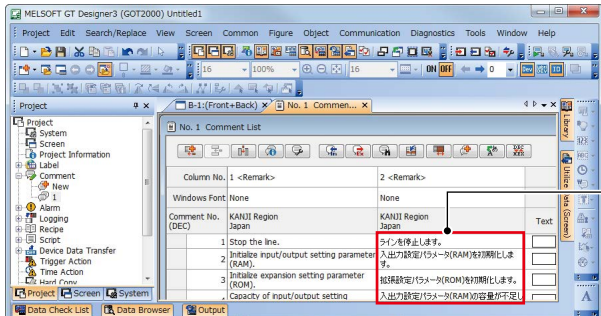 MELSOFT GT Designer3 (GOT2000) Untitled1
Project Edit Search/Replace View Screen Common Figure Object Communication Diagnostics Tools Window Help
16 100% 16 ON OFF 0 Dev ID
Project
B-1:(Front+Back)
No. 1 Commen...
Project
System
Screen
Project Information
Label
Comment
New
1
Alarm
Logging
Recipe
Script
Device Data Transfer
Trigger Action
Time Action
Hard Copy
Project Screen System
No. 1 Comment List
Column No. 1 <Remark> 2 <Remark>
Windows Font None None
Comment No. (DEC) KANJI Region Japan KANJI Region Japan Text
1 Stop the line. ラインを停止します。
2 Initialize input/output setting parameter (RAM). 入出力設定パラメータ(RAM)を初期化します。
3 Initialize expansion setting parameter (ROM). 拡張設定パラメータ(ROM)を初期化します。
4 Capacity of input/output setting 入出力設定パラメータ(RAM)の容量が不足し
Library
Utilize
Data (Screen)
A
Data Check List Data Browser Output